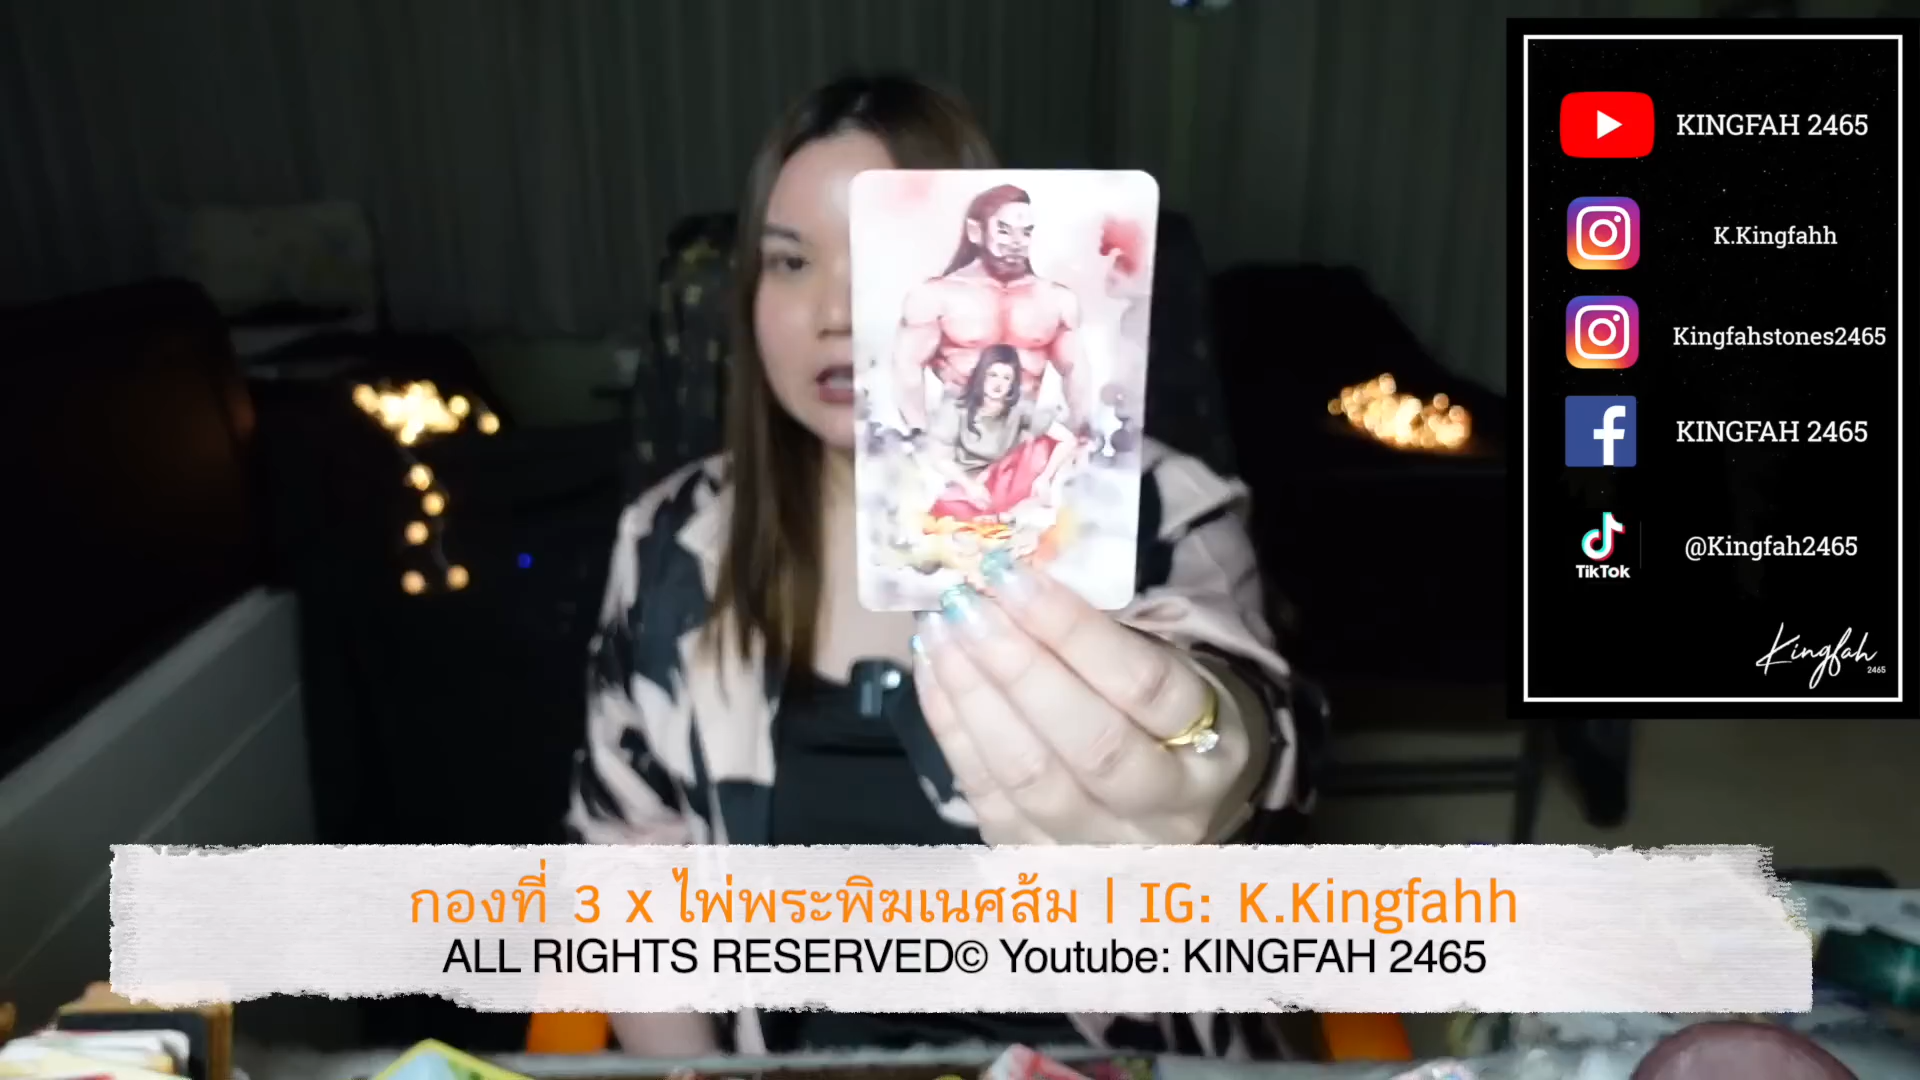 KINGFAH 2465
K.Kingfahh
Kingfahstones2465
KINGFAH 2465
TikTok
@Kingfah2465
Kingfah
2465
กองที่ 3 x ไพ่พระพิฆเนศส้ม | IG: K.Kingfahh
ALL RIGHTS RESERVED© Youtube: KINGFAH 2465